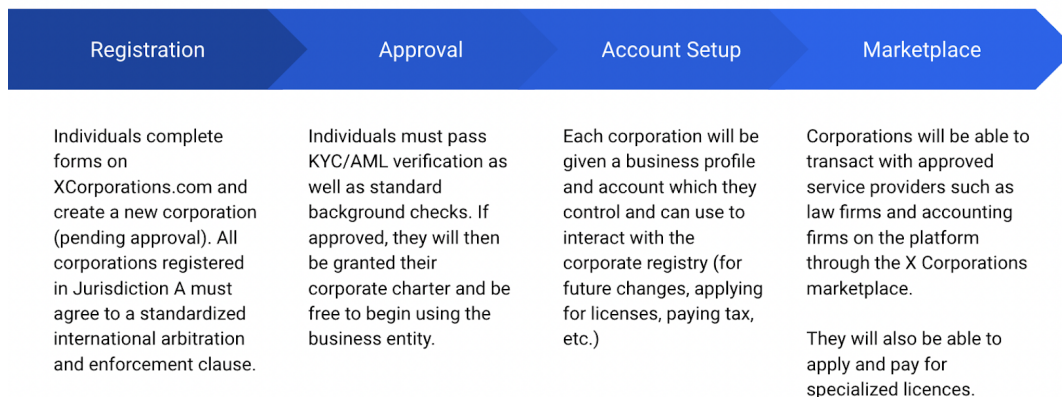 Registration
Approval
Account Setup
Marketplace
Individuals complete
forms on
XCorporations.com and
create a new corporation
(pending approval). All
corporations registered
in Jurisdiction A must
agree to a standardized
international arbitration
and enforcement clause.
Individuals must pass
KYC/AML verification as
well as standard
background checks. If
approved, they will then
be granted their
corporate charter and be
free to begin using the
business entity.
Each corporation will be
given a business profile
and account which they
control and can use to
interact with the
corporate registry (for
future changes, applying
for licenses, paying tax,
etc.)
Corporations will be able to
transact with approved
service providers such as
law firms and accounting
firms on the platform
through the X Corporations
marketplace.
They will also be able to
apply and pay for
specialized licences.